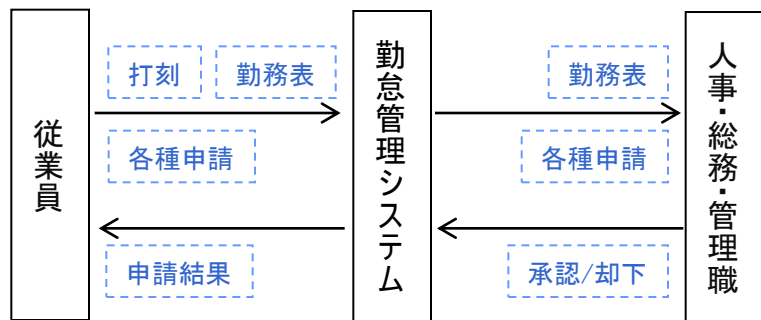 従業員
打刻
勤務表
各種申請
申請結果
勤怠管理システム
勤務表
各種申請
承認/却下
人事・総務・管理職